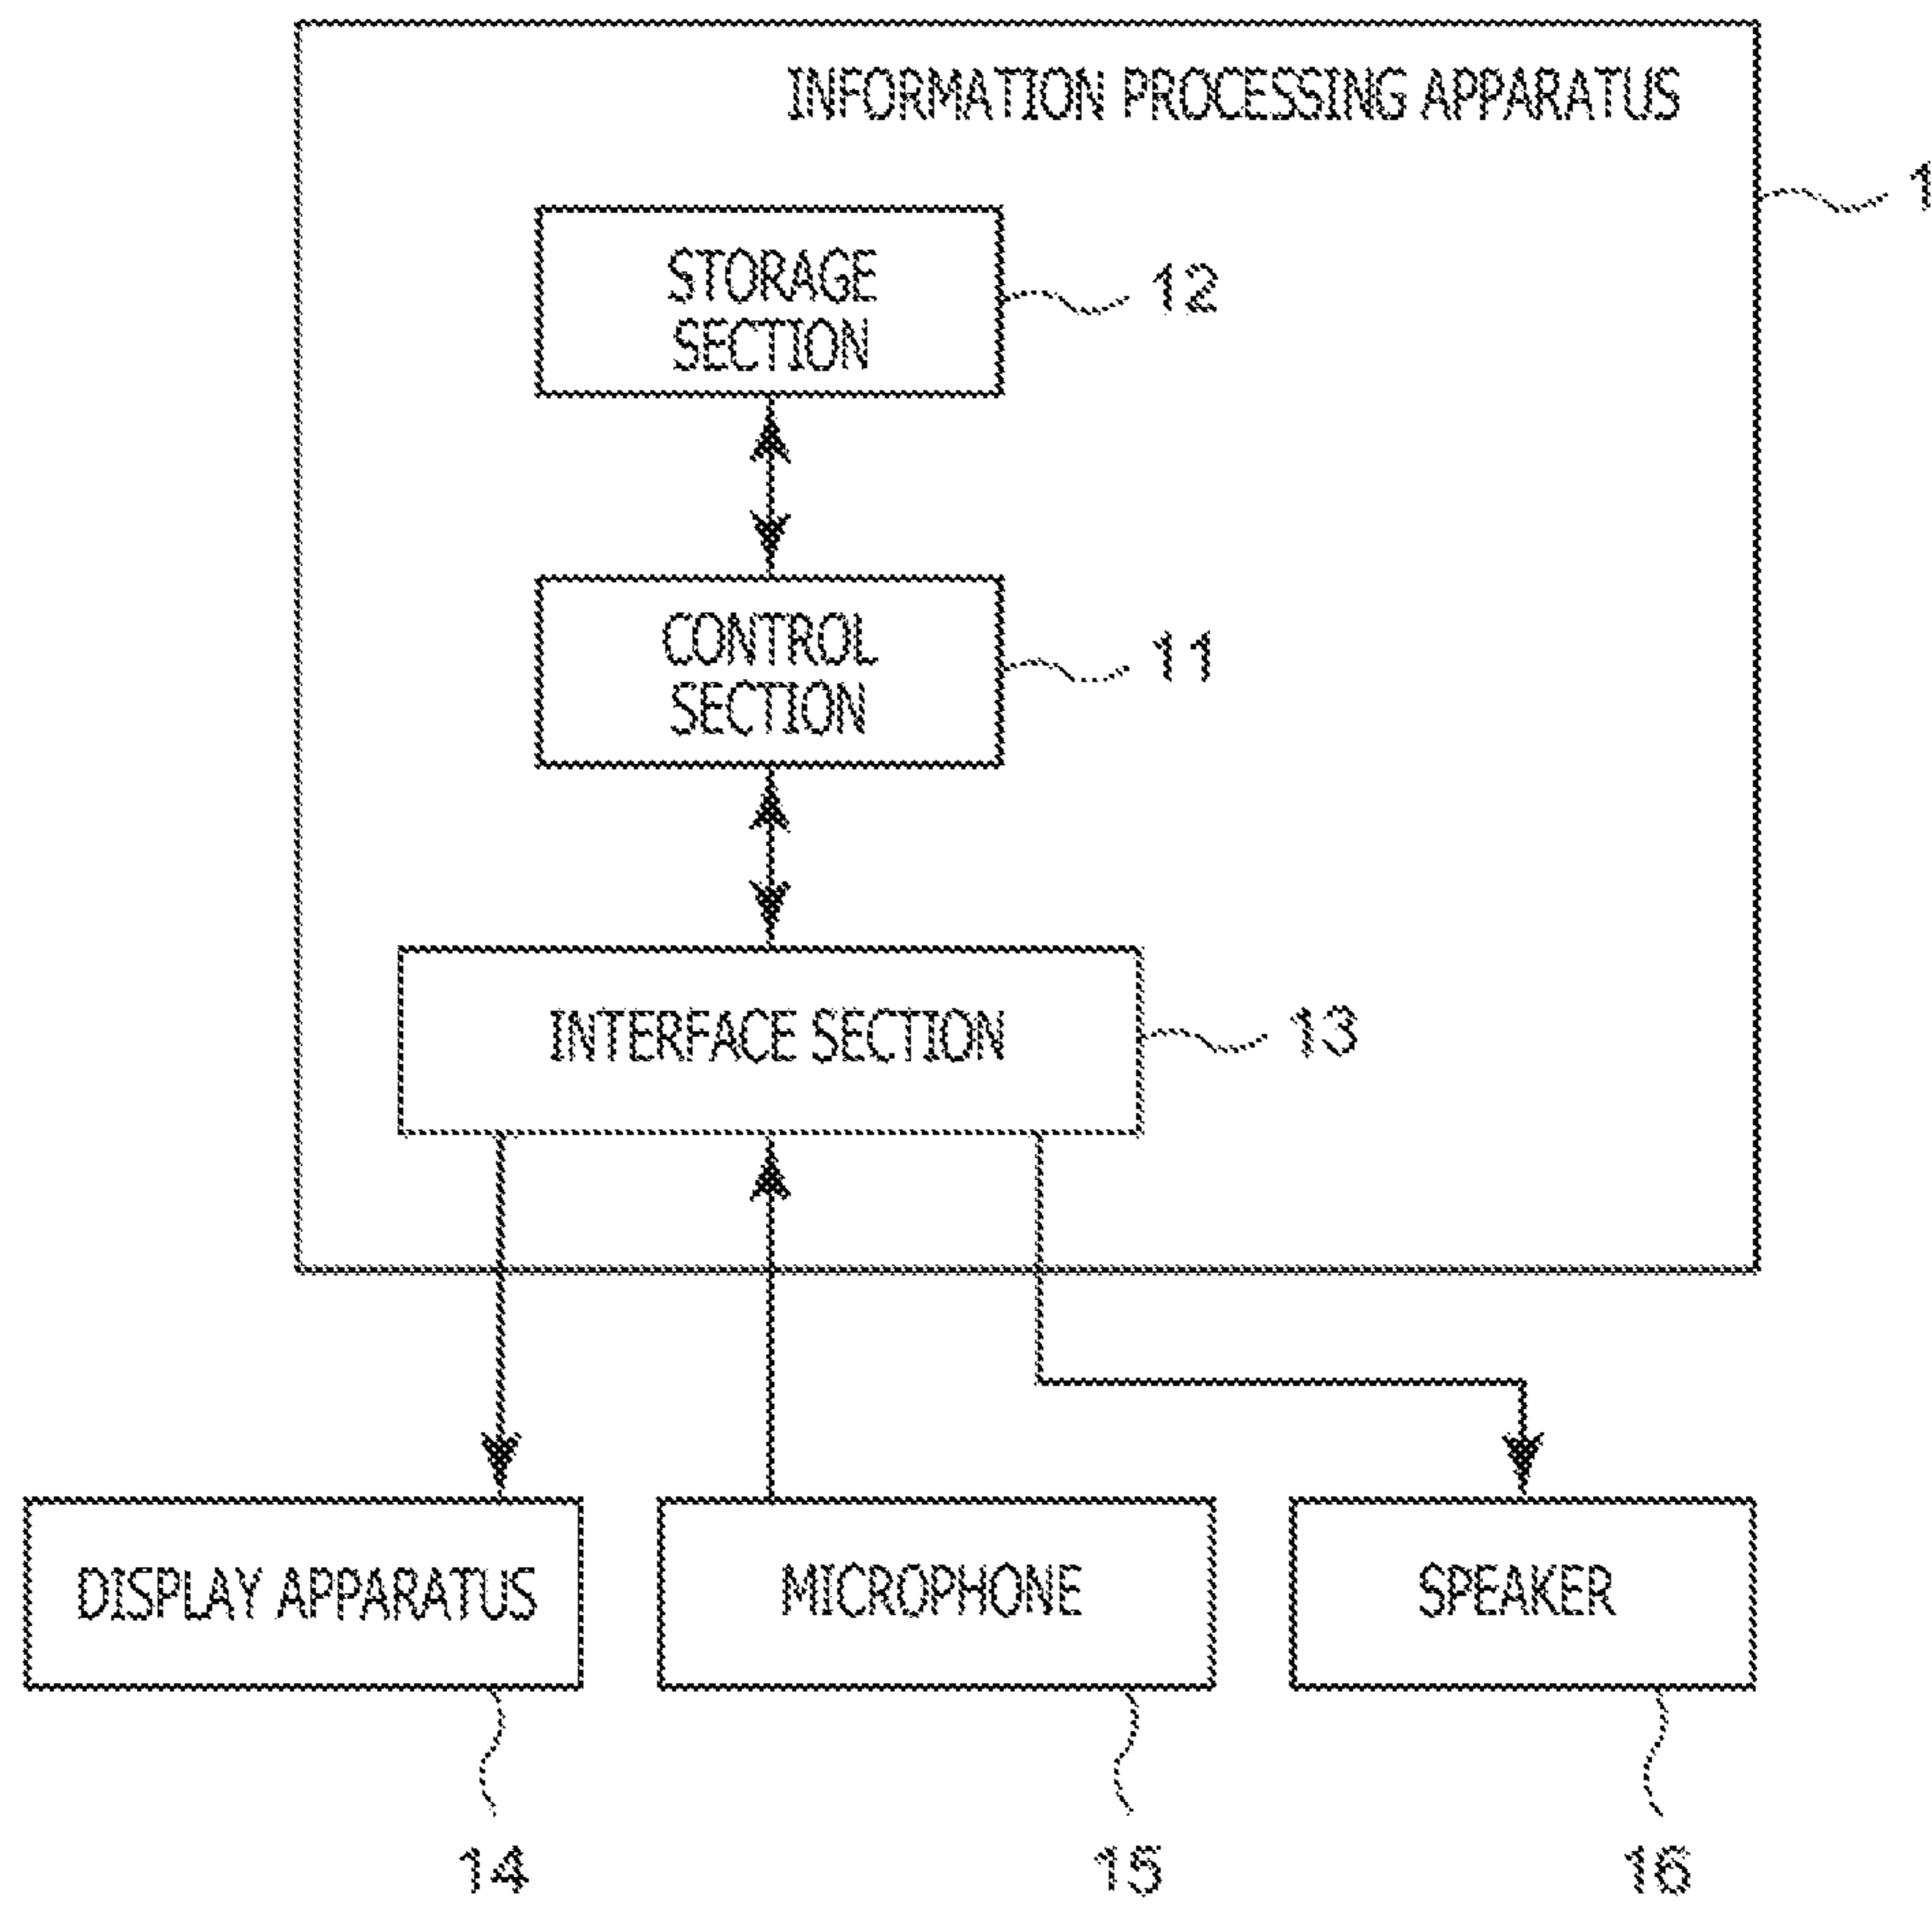 INFORMATION PROCESSING APPARATUS
1
STORAGE
SECTION
12
CONTROL
SECTION
11
INTERFACE SECTION
13
DISPLAY APPARATUS
MICROPHONE
SPEAKER
14
15
16